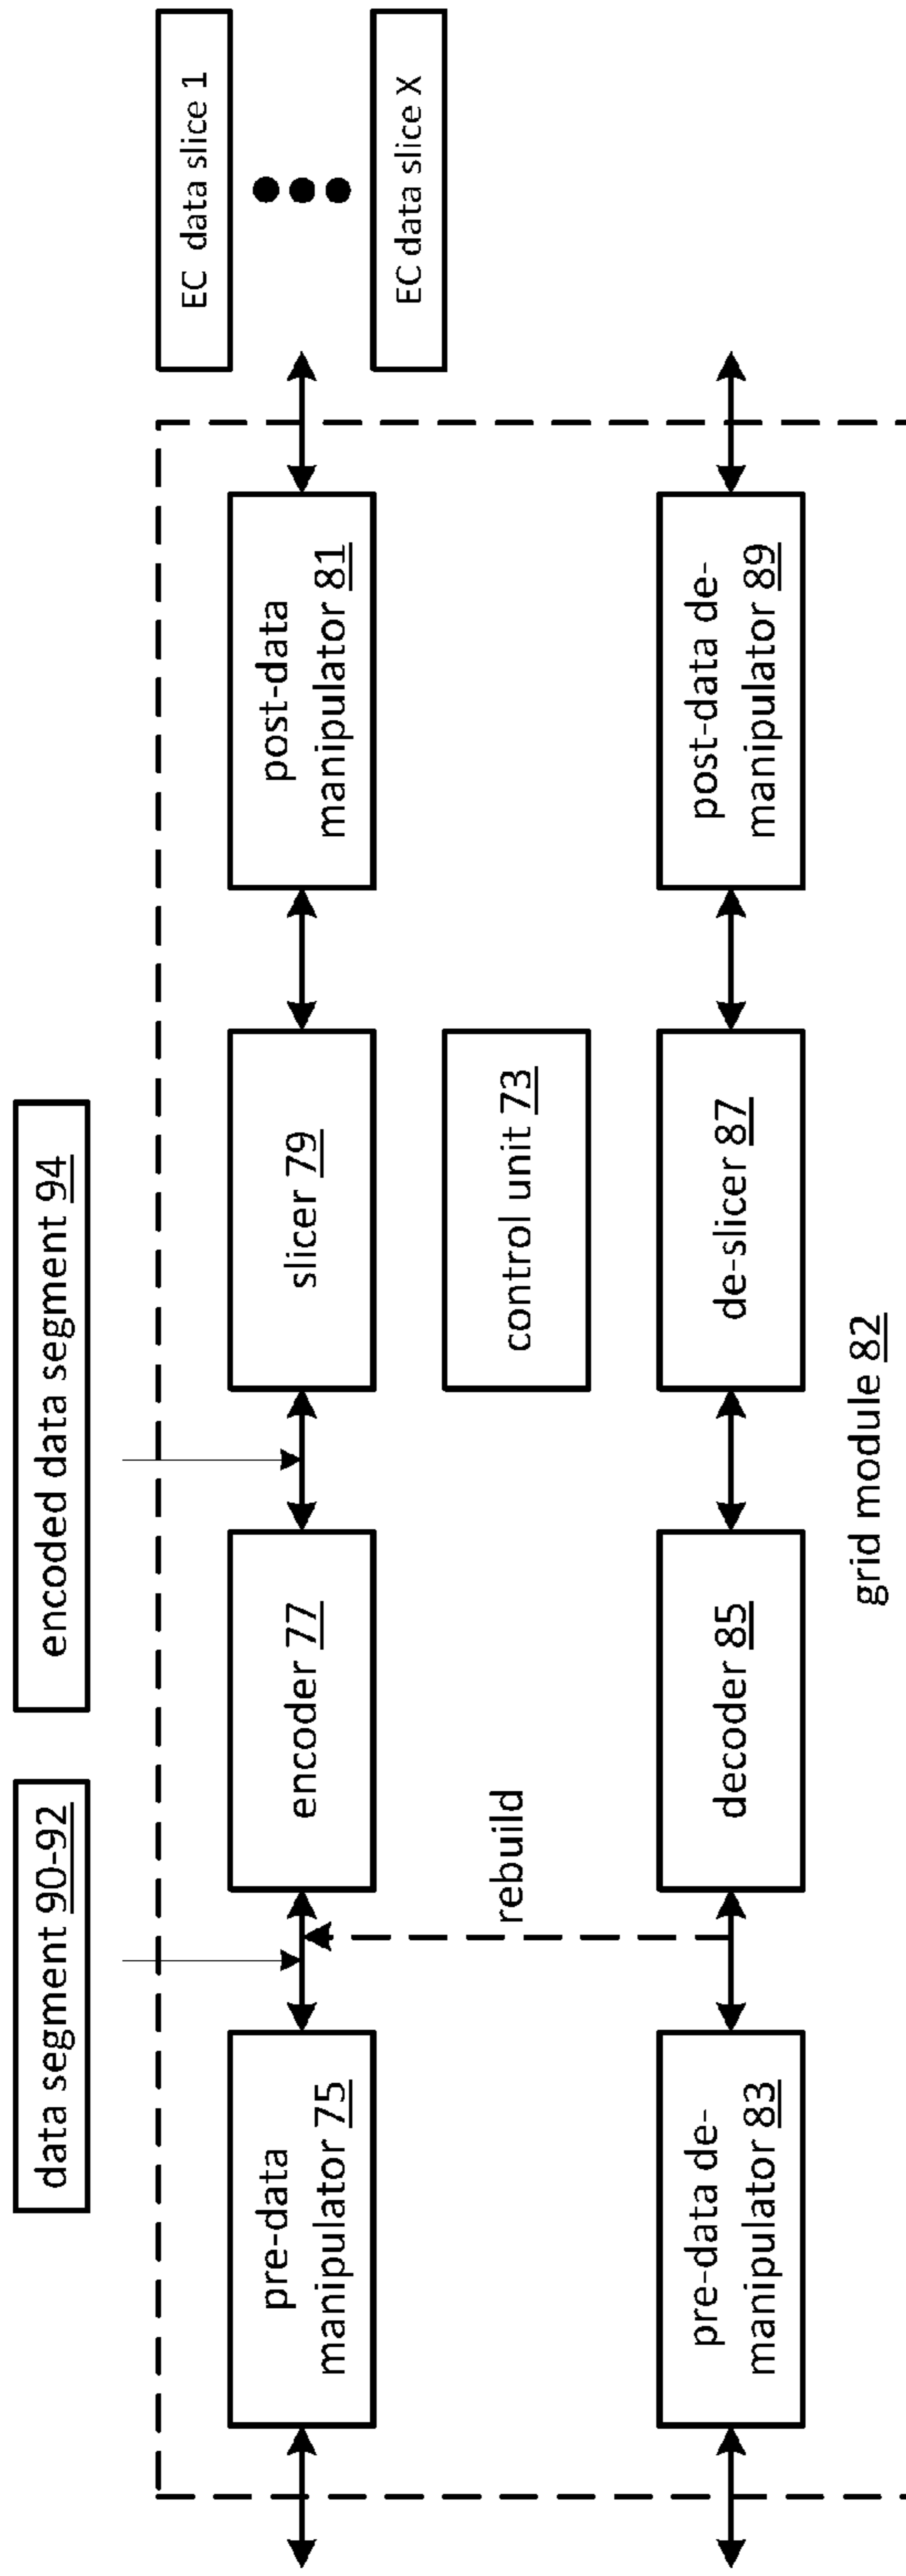 data segment 90-92
encoded data segment 94
EC data slice 1
EC data slice X
pre-data
manipulator 75
encoder 77
slicer 79
post-data
manipulator 81
rebuild
control unit 73
pre-data de-
manipulator 83
decoder 85
de-slicer 87
post-data de-
manipulator 89
grid module 82